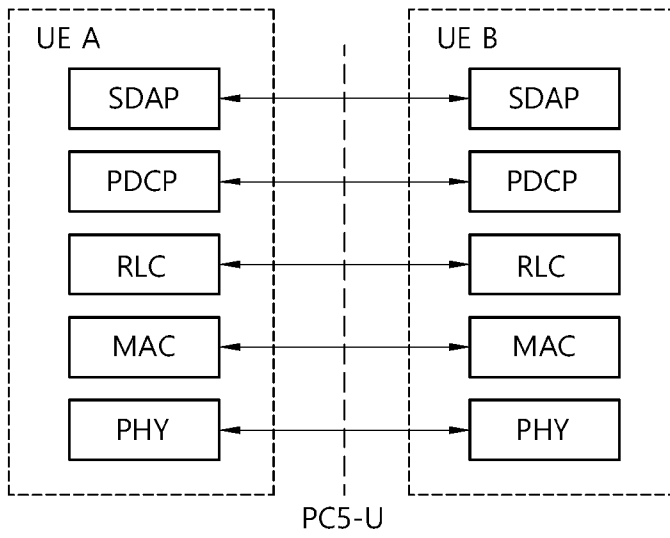 UE A UE B
SDAP SDAP
PDCP PDCP
RLC RLC
MAC MAC
PHY PHY
PC5-U